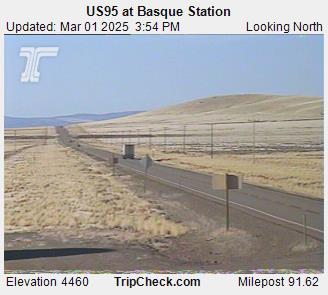 US95 at Basque Station
Updated: Mar 01 2025 3:54 PM Looking North
Elevation 4460 TripCheck.com Milepost 91.62